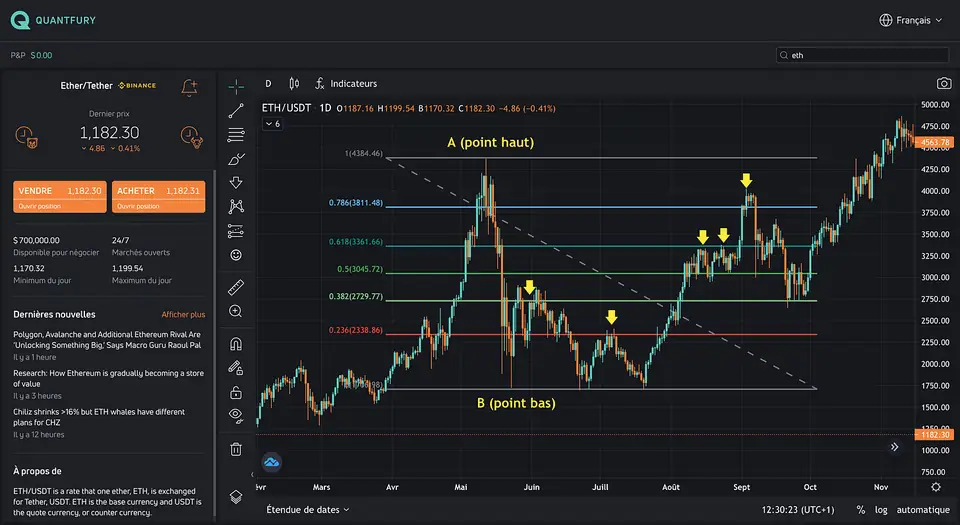 QUANTFURY
Français
P&P $0.00
eth
Ether/Tether BINANCE
Dernier prix
1,182.30
4.86 0.41%
VENDRE 1,182.30
Ouvrir position
ACHETER 1,182.31
Ouvrir position
$700,000.00
Disponible pour négocier
24/7
Marchés ouverts
1,170.32
Minimum du jour
1,199.54
Maximum du jour
Dernières nouvelles Afficher plus
Polygon, Avalanche and Additional Ethereum Rival Are
'Unlocking Something Big,' Says Macro Guru Raoul Pal
Il y a 1 heure
Research: How Ethereum is gradually becoming a store
of value
Il y a 3 heures
Chiliz shrinks >16% but ETH whales have different
plans for CHZ
Il y a 12 heures
À propos de
ETH/USDT is a rate that one ether, ETH, is exchanged
for Tether, USDT. ETH is the base currency and USDT is
the quote currency, or counter currency.
D Indicateurs
ETH/USDT · 1D O1187.16 H1199.54 B1170.32 C1182.30 -4.86 (-0.41%)
6
A (point haut)
1(4384.46)
0.786(3811.48)
0.618(3361.66)
0.5(3045.72)
0.382(2729.77)
0.236(2338.86)
B (point bas)
5000.00
4750.00
4563.78
4250.00
4000.00
3750.00
3500.00
3250.00
3000.00
2750.00
2500.00
2250.00
2000.00
1750.00
1500.00
1182.30
1000.00
750.00
évr Mars Avr Mai Juin Juill Août Sept Oct Nov
Étendue de dates
12:30:23 (UTC+1) % log automatique